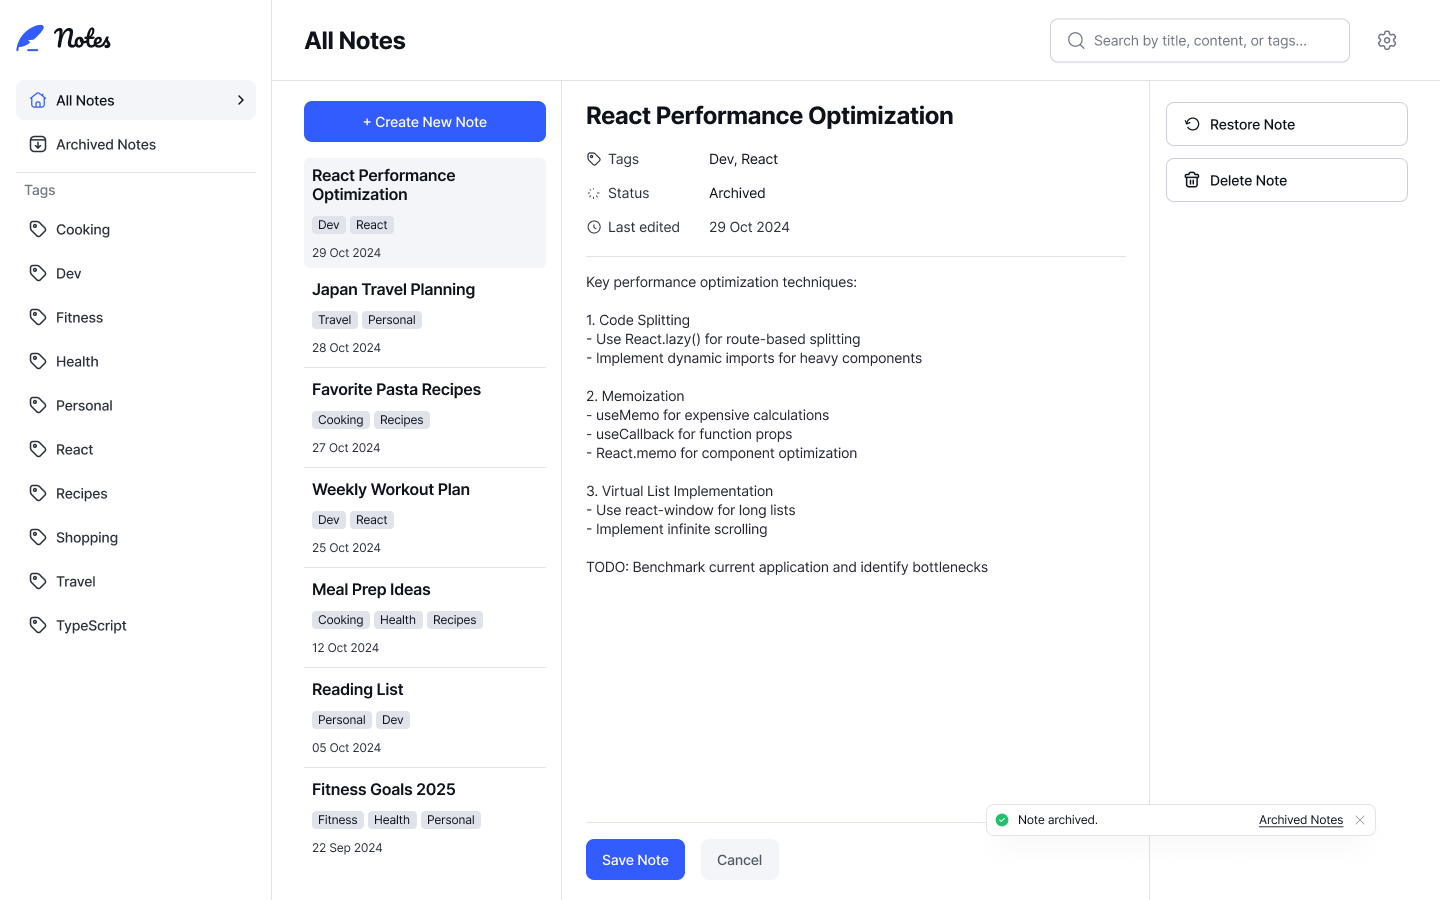 Notes
All Notes
Archived Notes
Tags
Cooking
Dev
Fitness
Health
Personal
React
Recipes
Shopping
Travel
TypeScript
All Notes
Search by title, content, or tags...
+ Create New Note
React Performance
Optimization
Dev React
29 Oct 2024
Japan Travel Planning
Travel Personal
28 Oct 2024
Favorite Pasta Recipes
Cooking Recipes
27 Oct 2024
Weekly Workout Plan
Dev React
25 Oct 2024
Meal Prep Ideas
Cooking Health Recipes
12 Oct 2024
Reading List
Personal Dev
05 Oct 2024
Fitness Goals 2025
Fitness Health Personal
22 Sep 2024
React Performance Optimization
Tags Dev, React
Status Archived
Last edited 29 Oct 2024
Key performance optimization techniques:
1. Code Splitting
- Use React.lazy() for route-based splitting
- Implement dynamic imports for heavy components
2. Memoization
- useMemo for expensive calculations
- useCallback for function props
- React.memo for component optimization
3. Virtual List Implementation
- Use react-window for long lists
- Implement infinite scrolling
TODO: Benchmark current application and identify bottlenecks
Save Note Cancel
Restore Note
Delete Note
Note archived. Archived Notes